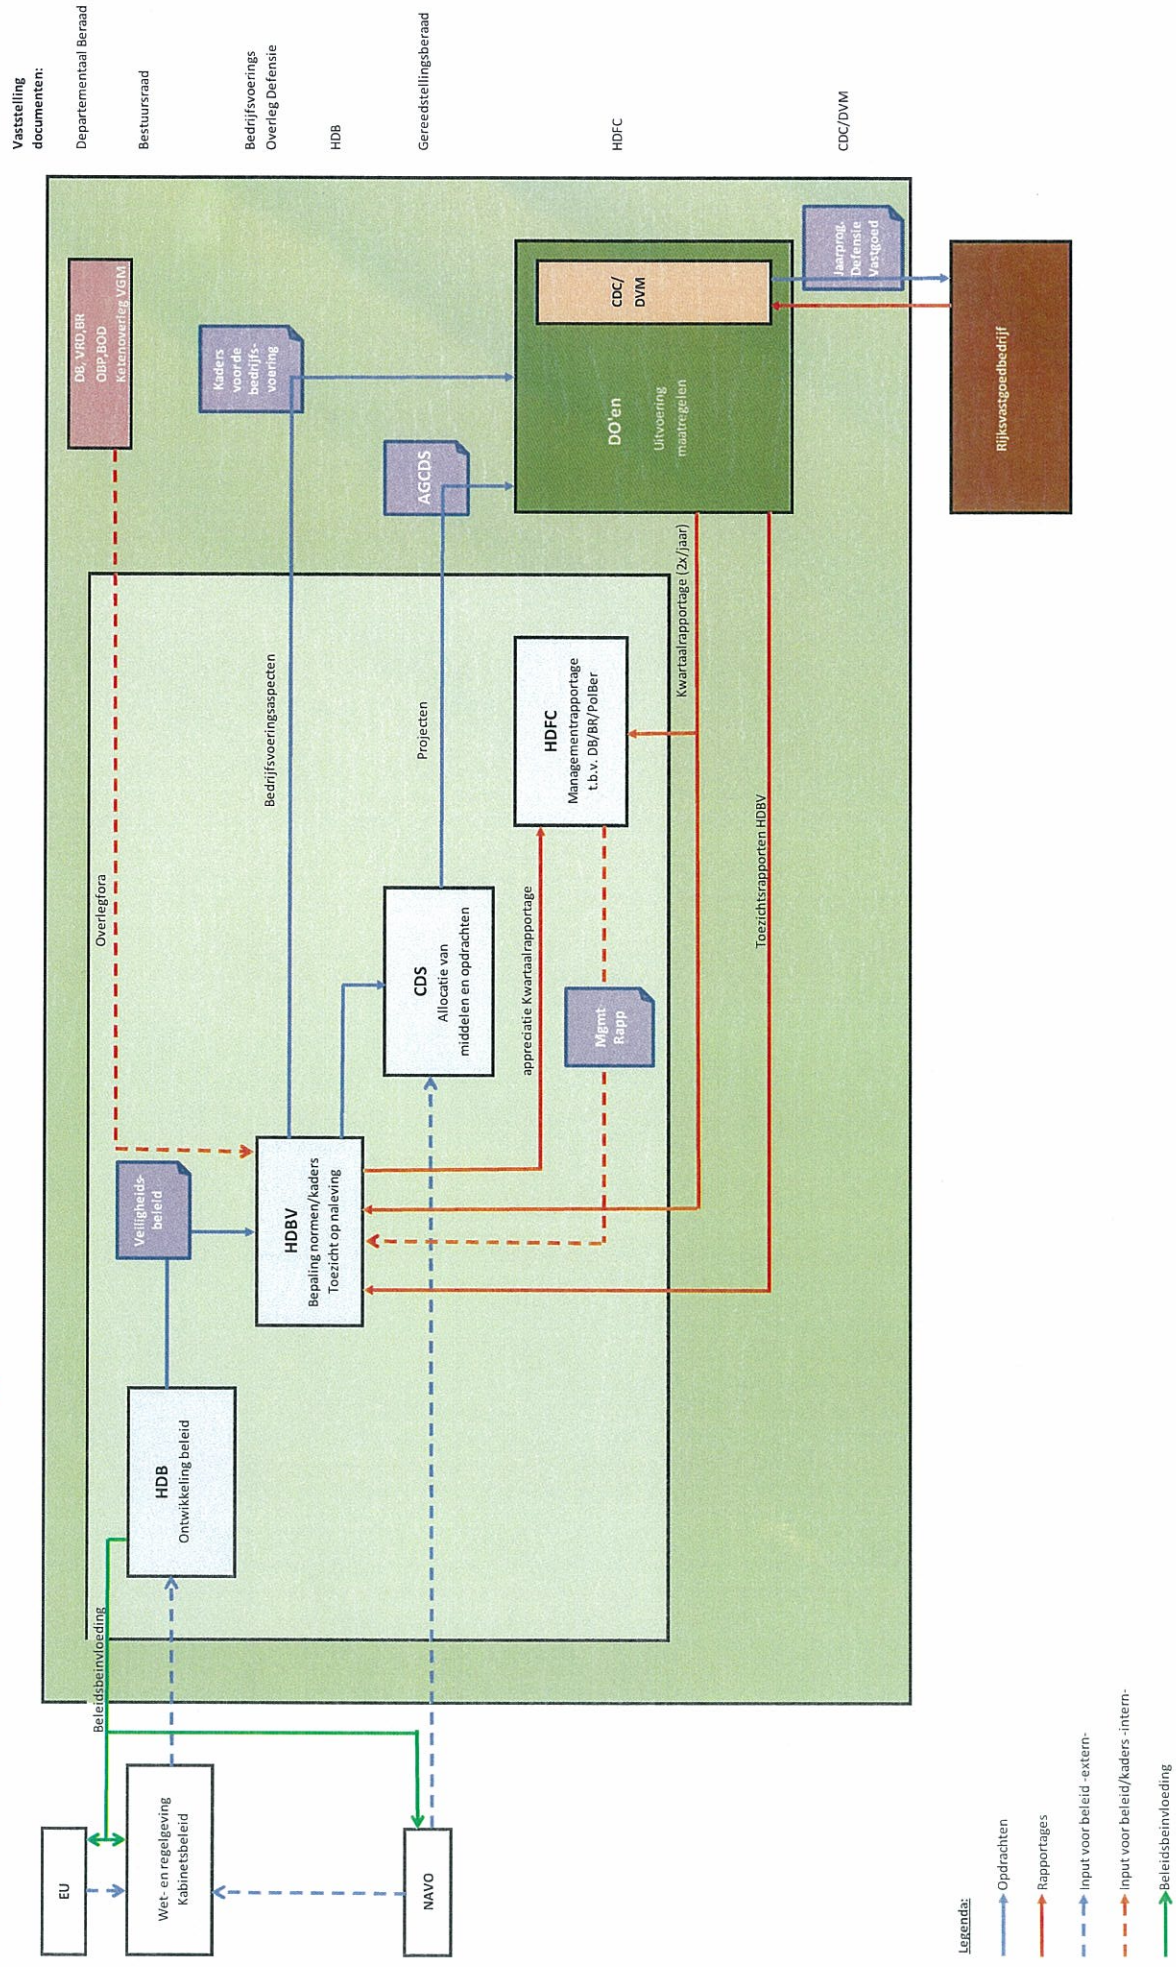 Vaststelling
documenten:
Departementaal Beraad
Bestuursraad
Bedrijfsvoerings
Overleg Defensie
HDB
Gereedstellingsberaad
HDFC
CDC/DVM
EU
Wet- en regelgeving
Kabinetsbeleid
NAVO
Beleidsbeinvloeding
HDB
Ontwikkeling beleid
Veiligheids-
beleid
HDBV
Bepaling normen/kaders
Toezicht op naleving
Overlegfora
DB, VRD,BR
OBP,BOD
Ketenoverleg VGM
Bedrijfsvoeringsaspecten
Kaders
voorde
bedrijfs-
voering
CDS
Allocatie van
middelen en opdrachten
Projecten
AGCDS
appreciatie Kwartaalrapportage
HDFC
Managementrapportage
t.b.v. DB/BR/PolBer
Mgmt-
Rapp
Kwartaalrapportage (2x/jaar)
Toezichtsrapporten HDBV
DO'en
Uitvoering
maatregelen
CDC/
DVM
Jaarprog.
Defensie
Vastgoed
Rijksvastgoedbedrijf
Legenda:
Opdrachten
Rapportages
Input voor beleid -extern-
Input voor beleid/kaders -intern-
Beleidsbeinvloeding